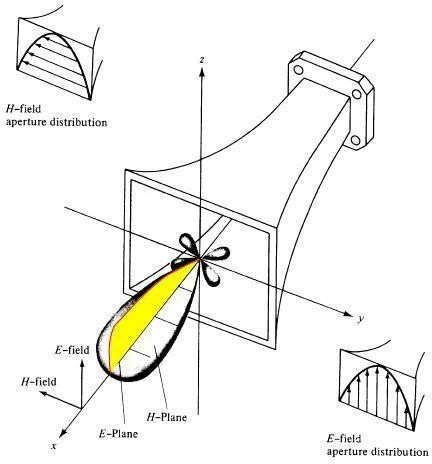 H-field
aperture distribution
z
y
E-field
H-field
x
E-Plane
H-Plane
E-field
aperture distribution